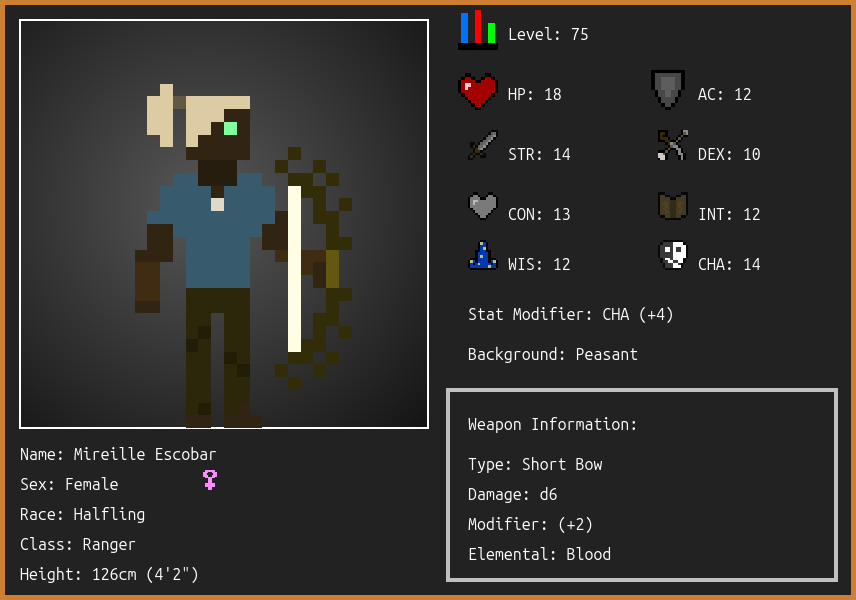 Level: 75
HP: 18
AC: 12
STR: 14
DEX: 10
CON: 13
INT: 12
WIS: 12
CHA: 14
Stat Modifier: CHA (+4)
Background: Peasant
Weapon Information:
Type: Short Bow
Damage: d6
Modifier: (+2)
Elemental: Blood
Name: Mireille Escobar
Sex: Female
Race: Halfling
Class: Ranger
Height: 126cm (4'2")